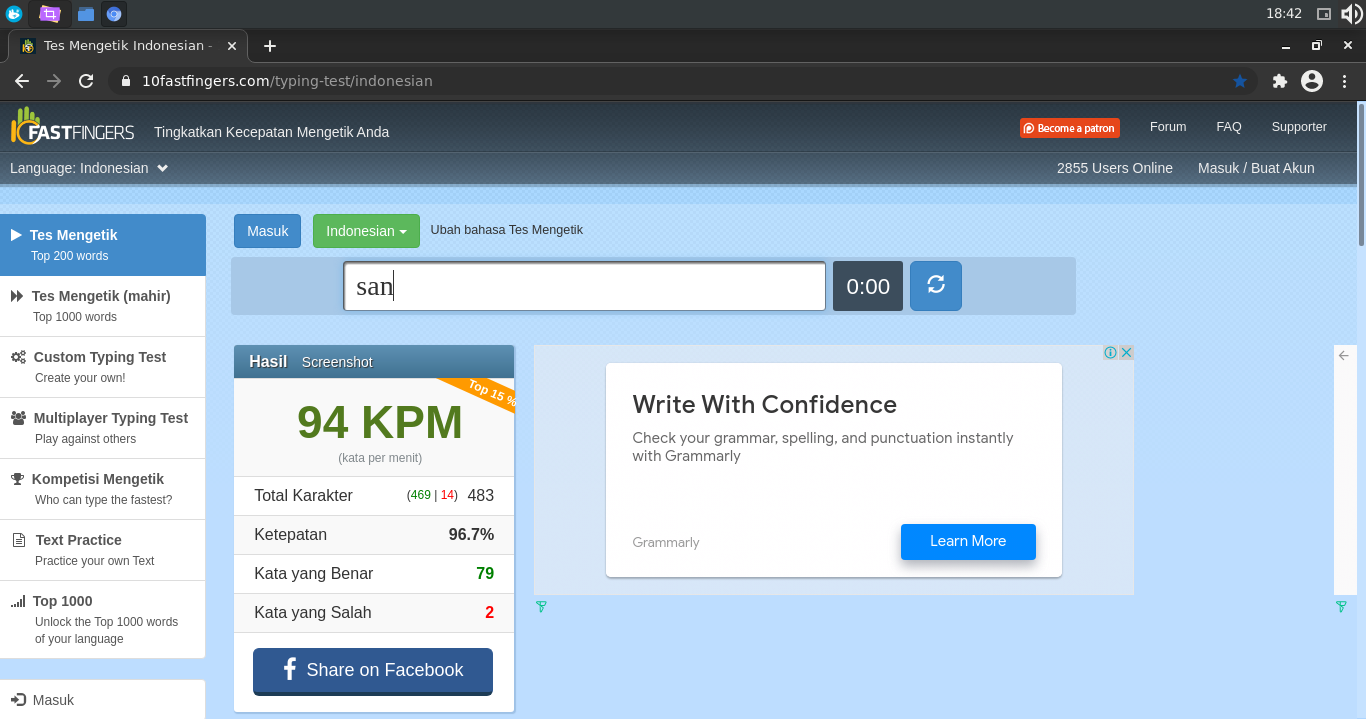 18:42
Tes Mengetik Indonesian -
10fastfingers.com/typing-test/indonesian
FASTFINGERS
Tingkatkan Kecepatan Mengetik Anda
Become a patron
Forum
FAQ
Supporter
Language: Indonesian
2855 Users Online
Masuk / Buat Akun
Tes Mengetik
Top 200 words
Tes Mengetik (mahir)
Top 1000 words
Custom Typing Test
Create your own!
Multiplayer Typing Test
Play against others
Kompetisi Mengetik
Who can type the fastest?
Text Practice
Practice your own Text
Top 1000
Unlock the Top 1000 words
of your language
Masuk
Masuk
Indonesian
Ubah bahasa Tes Mengetik
san
0:00
Hasil Screenshot
Top 15 %
94 KPM
(kata per menit)
Total Karakter (469 | 14) 483
Ketepatan 96.7%
Kata yang Benar 79
Kata yang Salah 2
Share on Facebook
Write With Confidence
Check your grammar, spelling, and punctuation instantly
with Grammarly
Grammarly
Learn More